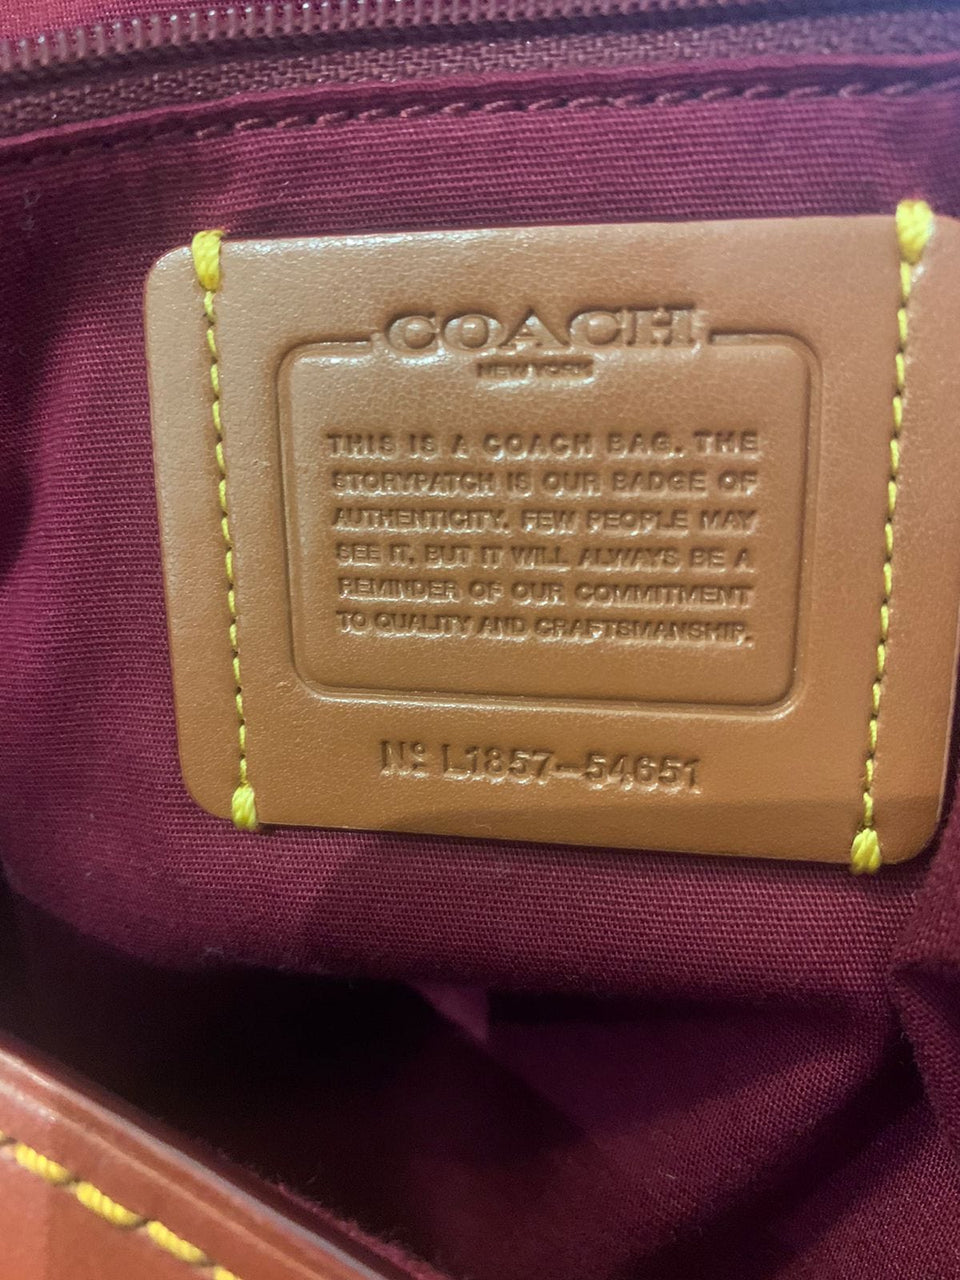 COACH
NEW YORK
THIS IS A COACH BAG. THE
STORYPATCH IS OUR BADGE OF
AUTHENTICITY. FEW PEOPLE MAY
SEE IT, BUT IT WILL ALWAYS BE A
REMINDER OF OUR COMMITMENT
TO QUALITY AND CRAFTSMANSHIP.
Nº L1857-54651